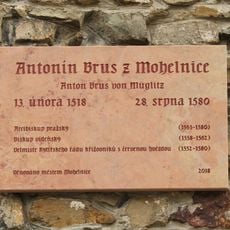 Antonín Brus z Mohelnice
Anton Brus von Müglitz
13. února 1518 28. srpna 1580
Arcibiskup pražský (1561-1580)
Biskup vídeňský (1558-1562)
Velmistr Rytířského řádu křižovníků s červenou hvězdou (1552-1580)
Věnováno městem Mohelnice 2018